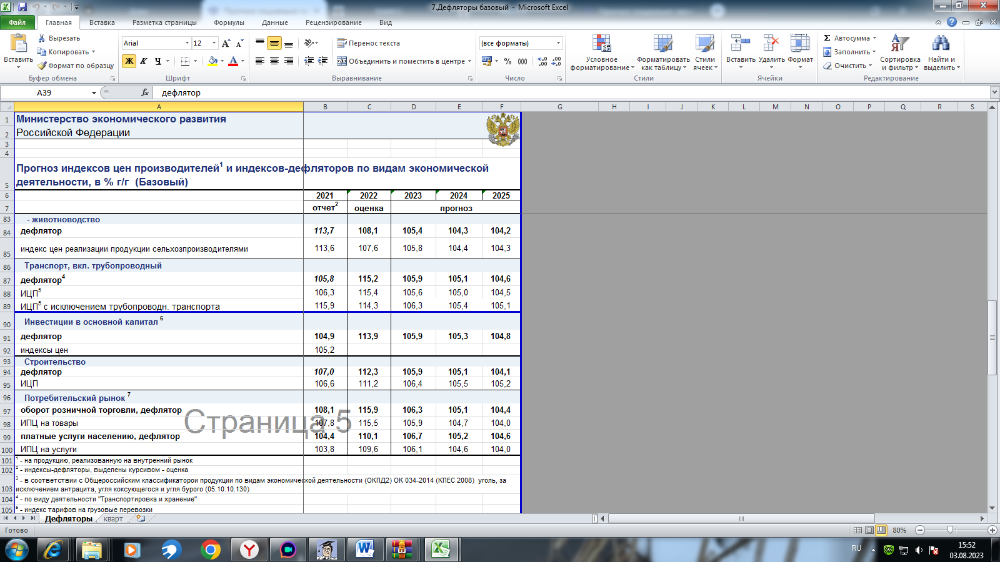 7.Дефляторы базовый - Microsoft Excel
Файл Главная Вставка Разметка страницы Формулы Данные Рецензирование Вид
Вставить Вырезать Копировать Формат по образцу Буфер обмена
Arial 12 Ж К Ч А Шрифт
Перенос текста Объединить и поместить в центре Выравнивание
(все форматы) % 000 Число
Условное форматирование Форматировать как таблицу Стили ячеек Стили
Вставить Удалить Формат Ячейки
Σ Автосумма Заполнить Очистить Сортировка и фильтр Найти и выделить Редактирование
A39 fx дефлятор
A B C D E F G H I J K L M N O P Q R S
1 Министерство экономического развития
2 Российской Федерации
3
4
5 Прогноз индексов цен производителей1 и индексов-дефляторов по видам экономической
деятельности, в % г/г (Базовый)
6 2021 2022 2023 2024 2025
7 отчет2 оценка прогноз
83 - животноводство
84 дефлятор 113,7 108,1 105,4 104,3 104,2
85 индекс цен реализации продукции сельхозпроизводителями 113,6 107,6 105,8 104,4 104,3
86 Транспорт, вкл. трубопроводный
87 дефлятор4 105,8 115,2 105,9 105,1 104,6
88 ИЦП5 106,3 115,4 105,6 105,0 104,5
89 ИЦП5 с исключением трубопроводн. транспорта 115,9 114,3 106,3 105,4 105,1
90 Инвестиции в основной капитал 6
91 дефлятор 104,9 113,9 105,9 105,3 104,8
92 индексы цен 105,2
93 Строительство
94 дефлятор 107,0 112,3 105,9 105,1 104,1
95 ИЦП 106,6 111,2 106,4 105,5 105,2
96 Потребительский рынок 7
97 оборот розничной торговли, дефлятор 108,1 115,9 106,3 105,1 104,4
Страница 5
98 ИПЦ на товары 107,8 115,5 105,9 104,7 104,0
99 платные услуги населению, дефлятор 104,4 110,1 106,7 105,2 104,6
100 ИПЦ на услуги 103,8 109,6 106,1 104,6 104,0
101 1 - на продукцию, реализованную на внутренний рынок
102 2 - индексы-дефляторы, выделены курсивом - оценка
3 - в соответствии с Общероссийским классификаторой продукции по видам экономической деятельности (ОКПД2) ОК 034-2014 (КПЕС 2008) уголь, за
103 исключением антрацита, угля коксующегося и угля бурого (05.10.10.130)
104 4 - по виду деятельности "Транспортировка и хранение"
105 5 - индекс тарифов на грузовые перевозки
Дефляторы кварт
Готово 80%
RU 15:52
03.08.2023